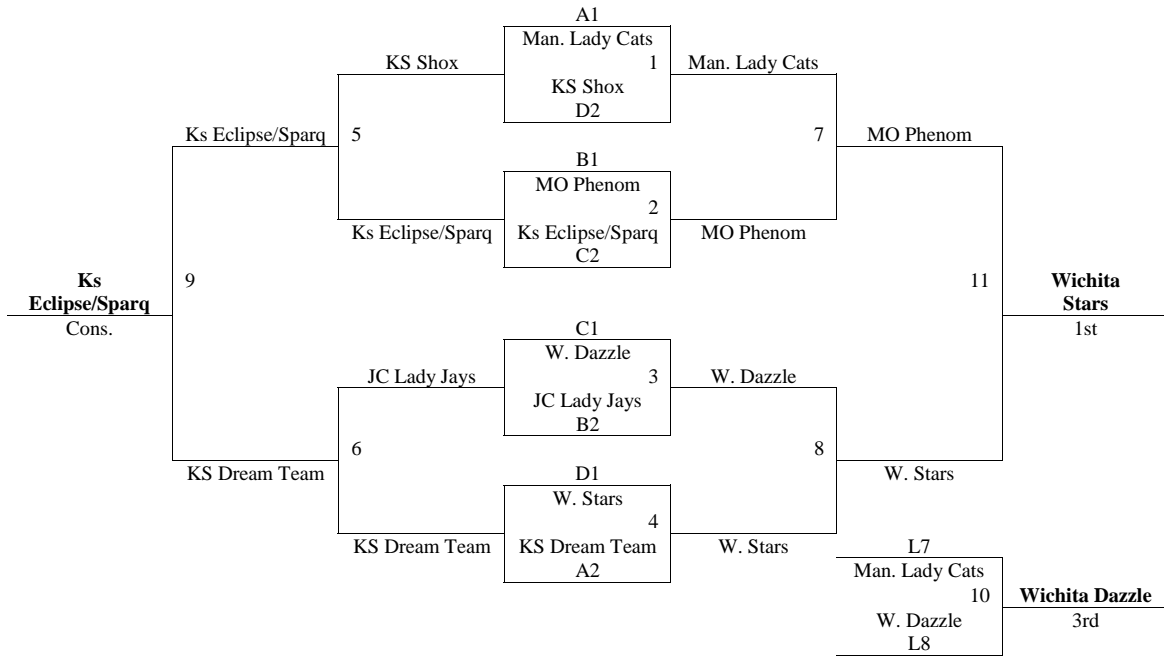 A1
Man. Lady Cats
KS Shox
1
Man. Lady Cats
KS Shox
D2
Ks Eclipse/Sparq
5
7
MO Phenom
B1
MO Phenom
2
Ks Eclipse/Sparq
Ks Eclipse/Sparq
MO Phenom
C2
Ks
Eclipse/Sparq
9
11
Wichita
Stars
Cons.
1st
C1
W. Dazzle
JC Lady Jays
3
W. Dazzle
JC Lady Jays
B2
6
8
KS Dream Team
W. Stars
D1
W. Stars
4
KS Dream Team
KS Dream Team
W. Stars
A2
L7
Man. Lady Cats
10
Wichita Dazzle
W. Dazzle
3rd
L8